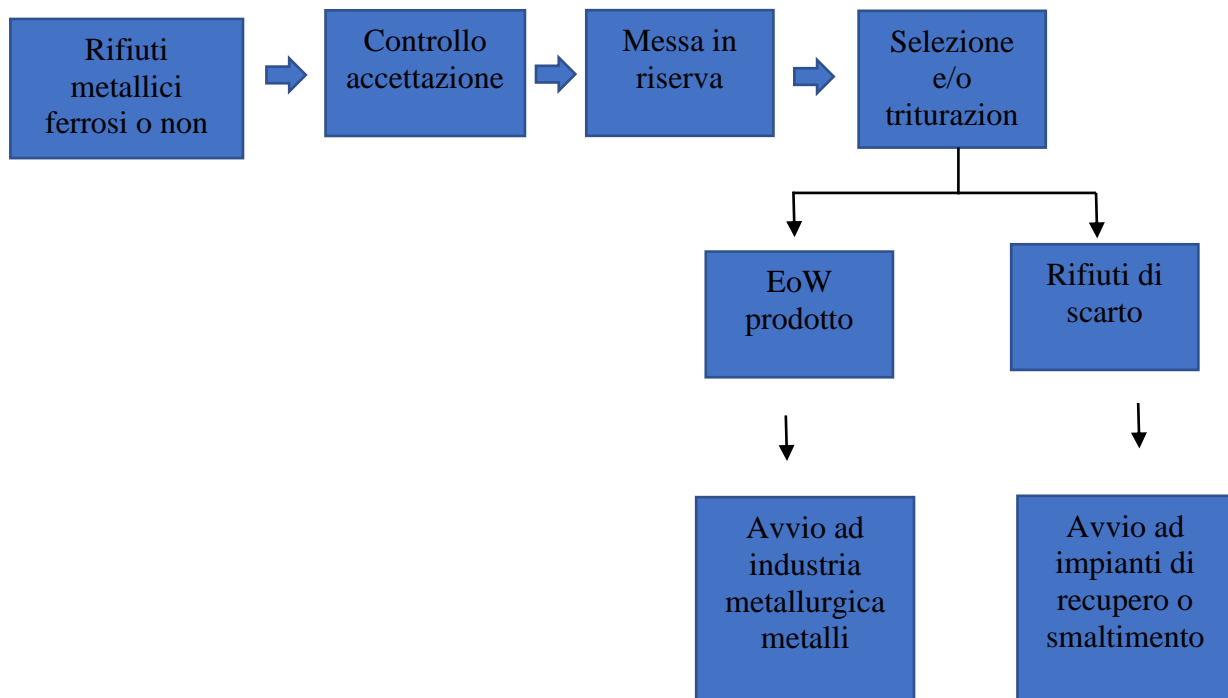 Rifiuti
metallici
ferrosi o non
Controllo
accettazione
Messa in
riserva
Selezione
e/o
triturazion
EoW
prodotto
Rifiuti di
scarto
Avvio ad
industria
metallurgica
metalli
Avvio ad
impianti di
recupero o
smaltimento